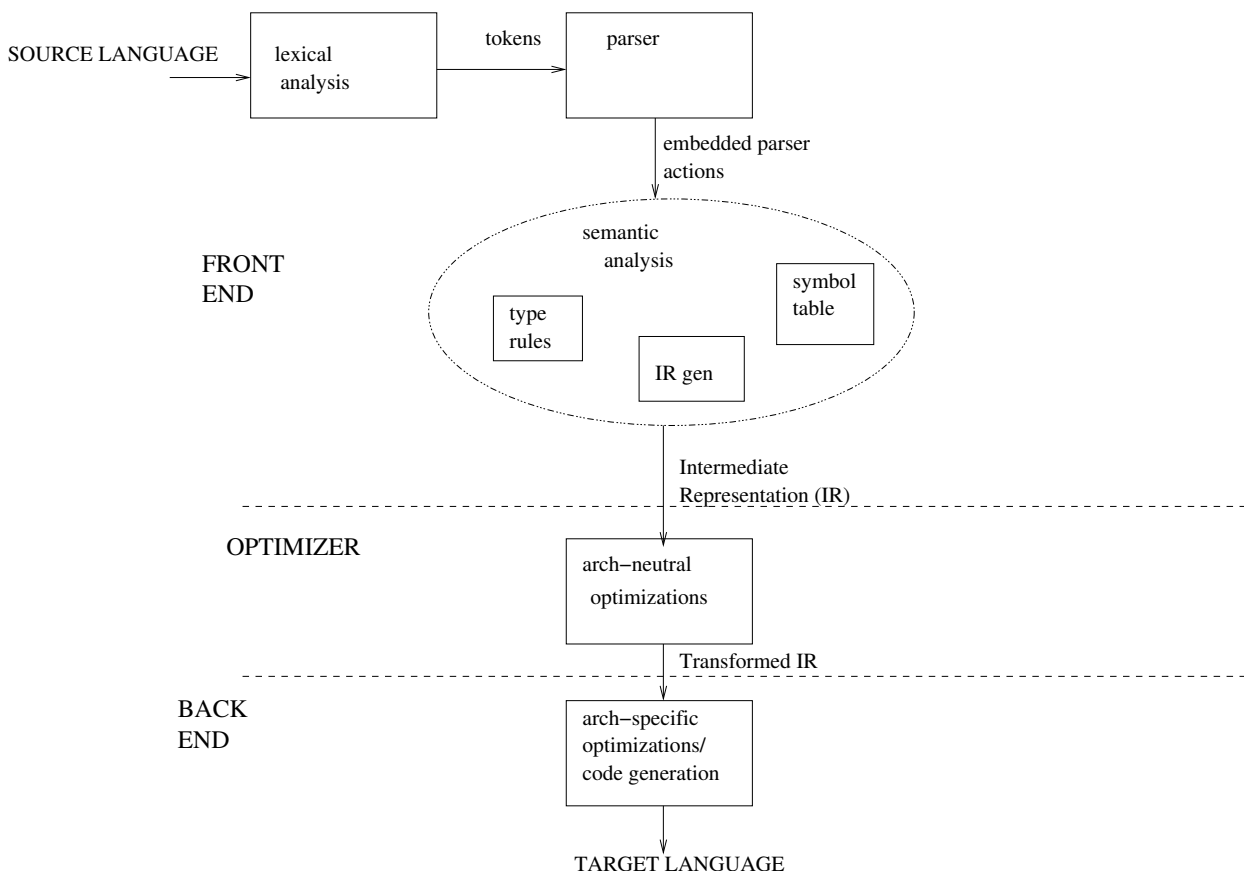 SOURCE LANGUAGE
lexical
analysis
tokens
parser
embedded parser
actions
FRONT
END
semantic
analysis
type
rules
IR gen
symbol
table
Intermediate
Representation (IR)
OPTIMIZER
arch−neutral
optimizations
Transformed IR
BACK
END
arch−specific
optimizations/
code generation
TARGET LANGUAGE